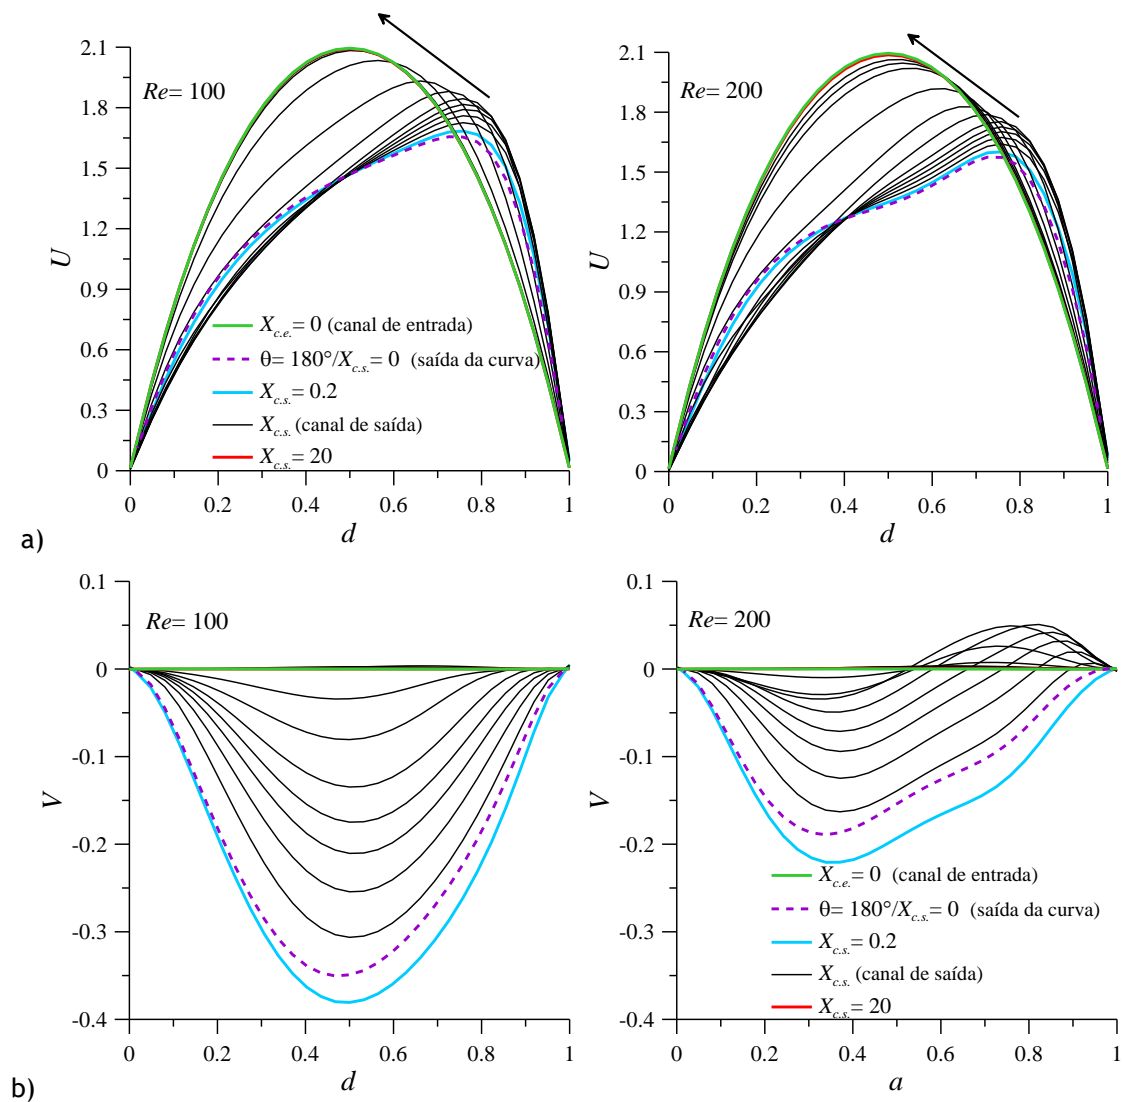 a)
Re= 100
2.1
1.8
1.5
1.2
0.9
0.6
0.3
0
U
X_c.e.= 0 (canal de entrada)
θ= 180°/X_c.s.= 0 (saída da curva)
X_c.s.= 0.2
X_c.s. (canal de saída)
X_c.s.= 20
0 0.2 0.4 0.6 0.8 1
d
Re= 200
2.1
1.8
1.5
1.2
0.9
0.6
0.3
0
U
0 0.2 0.4 0.6 0.8 1
d
b)
Re= 100
0.1
0
-0.1
-0.2
-0.3
-0.4
V
0 0.2 0.4 0.6 0.8 1
d
Re= 200
0.1
0
-0.1
-0.2
-0.3
-0.4
V
X_c.e.= 0 (canal de entrada)
θ= 180°/X_c.s.= 0 (saída da curva)
X_c.s.= 0.2
X_c.s. (canal de saída)
X_c.s.= 20
0 0.2 0.4 0.6 0.8 1
a